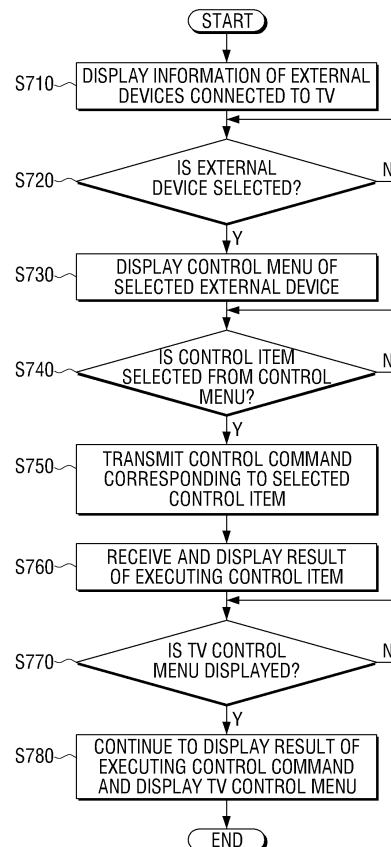 START
S710
DISPLAY INFORMATION OF EXTERNAL
DEVICES CONNECTED TO TV
S720
IS EXTERNAL
DEVICE SELECTED?
N
Y
S730
DISPLAY CONTROL MENU OF
SELECTED EXTERNAL DEVICE
S740
IS CONTROL ITEM
SELECTED FROM CONTROL
MENU?
N
Y
S750
TRANSMIT CONTROL COMMAND
CORRESPONDING TO SELECTED
CONTROL ITEM
S760
RECEIVE AND DISPLAY RESULT
OF EXECUTING CONTROL ITEM
S770
IS TV CONTROL
MENU DISPLAYED?
N
Y
S780
CONTINUE TO DISPLAY RESULT OF
EXECUTING CONTROL COMMAND
AND DISPLAY TV CONTROL MENU
END